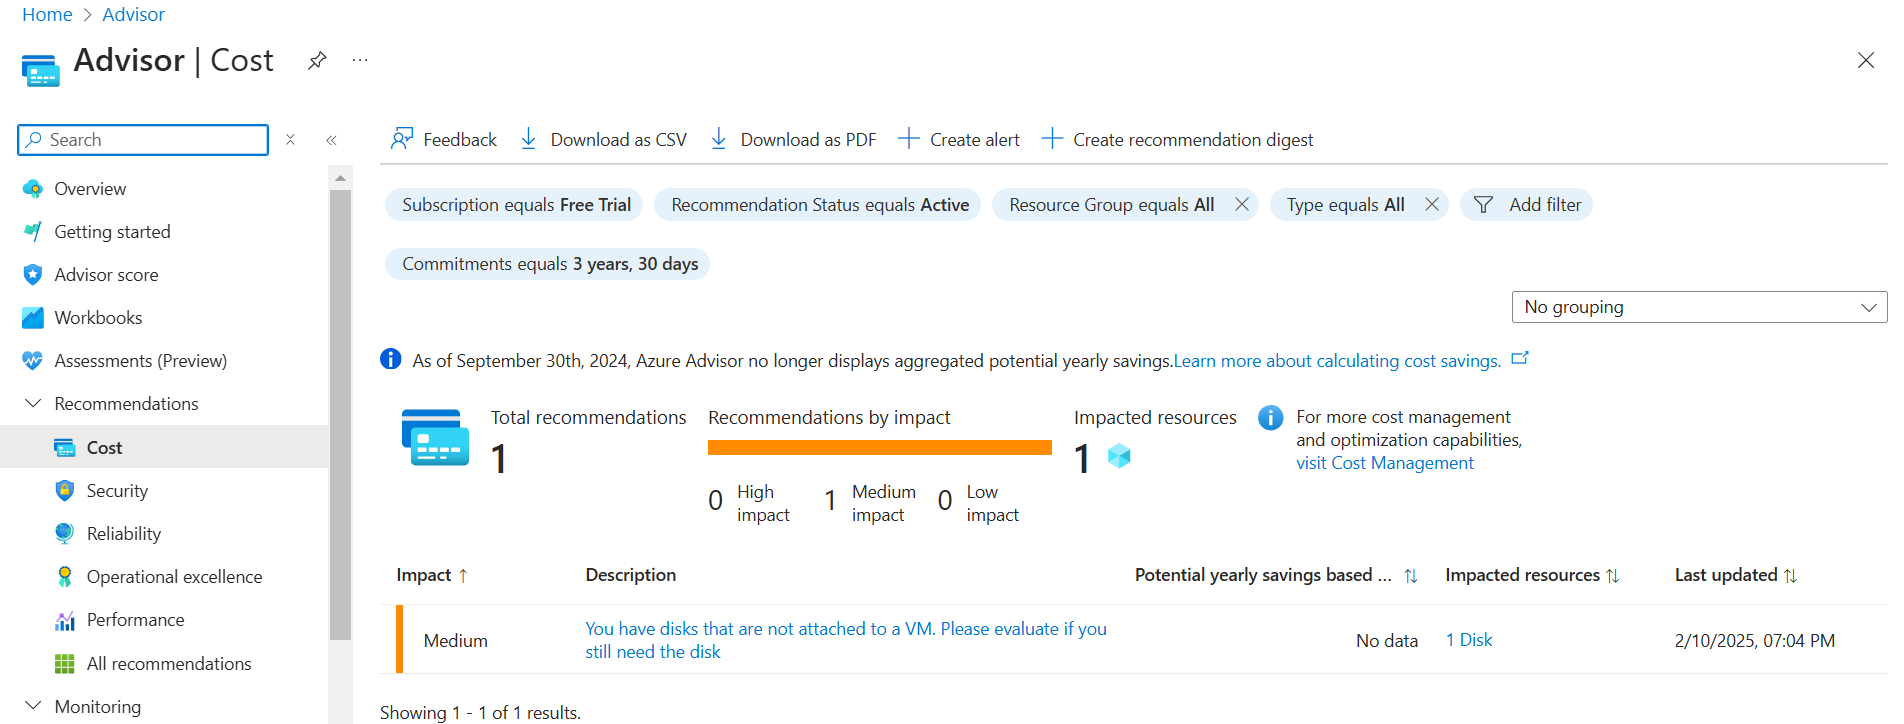 Home > Advisor
Advisor | Cost
Search
Overview
Getting started
Advisor score
Workbooks
Assessments (Preview)
Recommendations
Cost
Security
Reliability
Operational excellence
Performance
All recommendations
Monitoring
Feedback
Download as CSV
Download as PDF
Create alert
Create recommendation digest
Subscription equals Free Trial
Recommendation Status equals Active
Resource Group equals All
Type equals All
Add filter
Commitments equals 3 years, 30 days
No grouping
As of September 30th, 2024, Azure Advisor no longer displays aggregated potential yearly savings.Learn more about calculating cost savings.
Total recommendations
1
Recommendations by impact
0 High impact
1 Medium impact
0 Low impact
Impacted resources
1
For more cost management
and optimization capabilities,
visit Cost Management
Impact ↑ Description Potential yearly savings based ... ↑↓ Impacted resources ↑↓ Last updated ↑↓
Medium
You have disks that are not attached to a VM. Please evaluate if you
still need the disk
No data
1 Disk
2/10/2025, 07:04 PM
Showing 1 - 1 of 1 results.